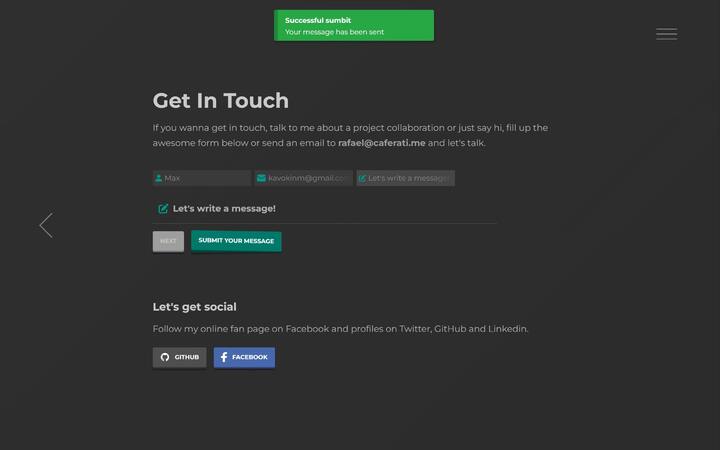 Successful sumbit
Your message has been sent
Get In Touch
If you wanna get in touch, talk to me about a project collaboration or just say hi, fill up the
awesome form below or send an email to rafael@caferati.me and let's talk.
Max kavokinm@gmail.co Let's write a message!
Let's write a message!
NEXT SUBMIT YOUR MESSAGE
Let's get social
Follow my online fan page on Facebook and profiles on Twitter, GitHub and Linkedin.
GITHUB FACEBOOK